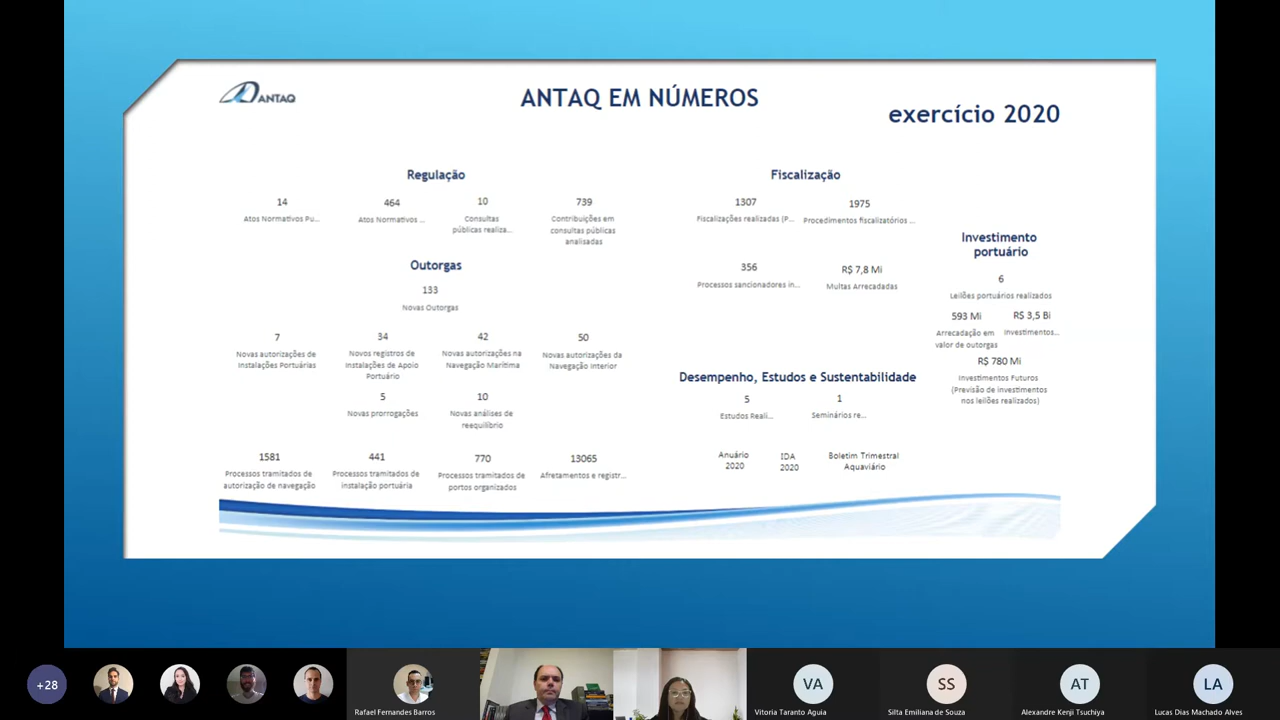 ANTAQ
ANTAQ EM NÚMEROS
exercício 2020
Regulação
14
Atos Normativos Pu...
464
Atos Normativos ...
10
Consultas
públicas realiza...
739
Contribuições em
consultas públicas
analisadas
Outorgas
133
Novas Outorgas
7
Novas autorizações de
Instalações Portuárias
34
Novos registros de
Instalações de Apoio
Portuário
42
Novas autorizações na
Navegação Marítima
50
Novas autorizações da
Navegação Interior
5
Novas prorrogações
10
Novas análises de
reequilíbrio
1581
Processos tramitados de
autorização de navegação
441
Processos tramitados de
instalação portuária
770
Processos tramitados de
portos organizados
13065
Afretamentos e registr...
Fiscalização
1307
Fiscalizações realizadas (P...
1975
Procedimentos fiscalizatórios ...
356
Processos sancionadores in...
R$ 7,8 Mi
Multas Arrecadadas
Investimento
portuário
6
Leilões portuários realizados
593 Mi
Arrecadação em
valor de outorgas
R$ 3,5 Bi
Investimentos...
R$ 780 Mi
Investimentos Futuros
(Previsão de investimentos
nos leilões realizados)
Desempenho, Estudos e Sustentabilidade
5
Estudos Reali...
1
Seminários re...
Anuário
2020
IDA
2020
Boletim Trimestral
Aquaviário
+28
Rafael Fernandes Barros
VA
Vitoria Taranto Aguia
SS
Silta Emiliana de Souza
AT
Alexandre Kenji Tsuchiya
LA
Lucas Dias Machado Alves